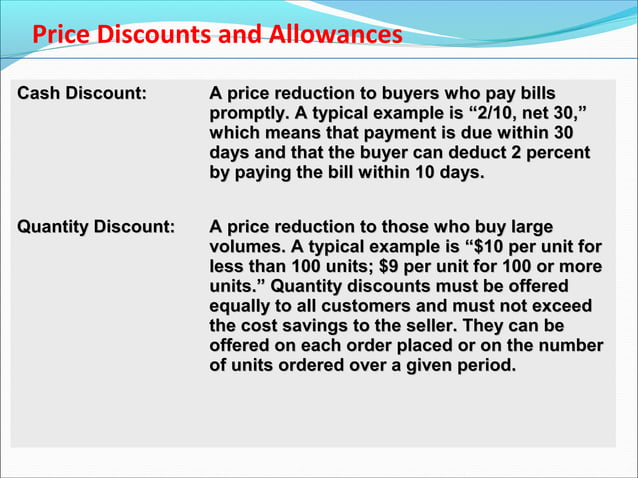 Price Discounts and Allowances
Cash Discount: A price reduction to buyers who pay bills
promptly. A typical example is “2/10, net 30,”
which means that payment is due within 30
days and that the buyer can deduct 2 percent
by paying the bill within 10 days.
Quantity Discount: A price reduction to those who buy large
volumes. A typical example is “$10 per unit for
less than 100 units; $9 per unit for 100 or more
units.” Quantity discounts must be offered
equally to all customers and must not exceed
the cost savings to the seller. They can be
offered on each order placed or on the number
of units ordered over a given period.